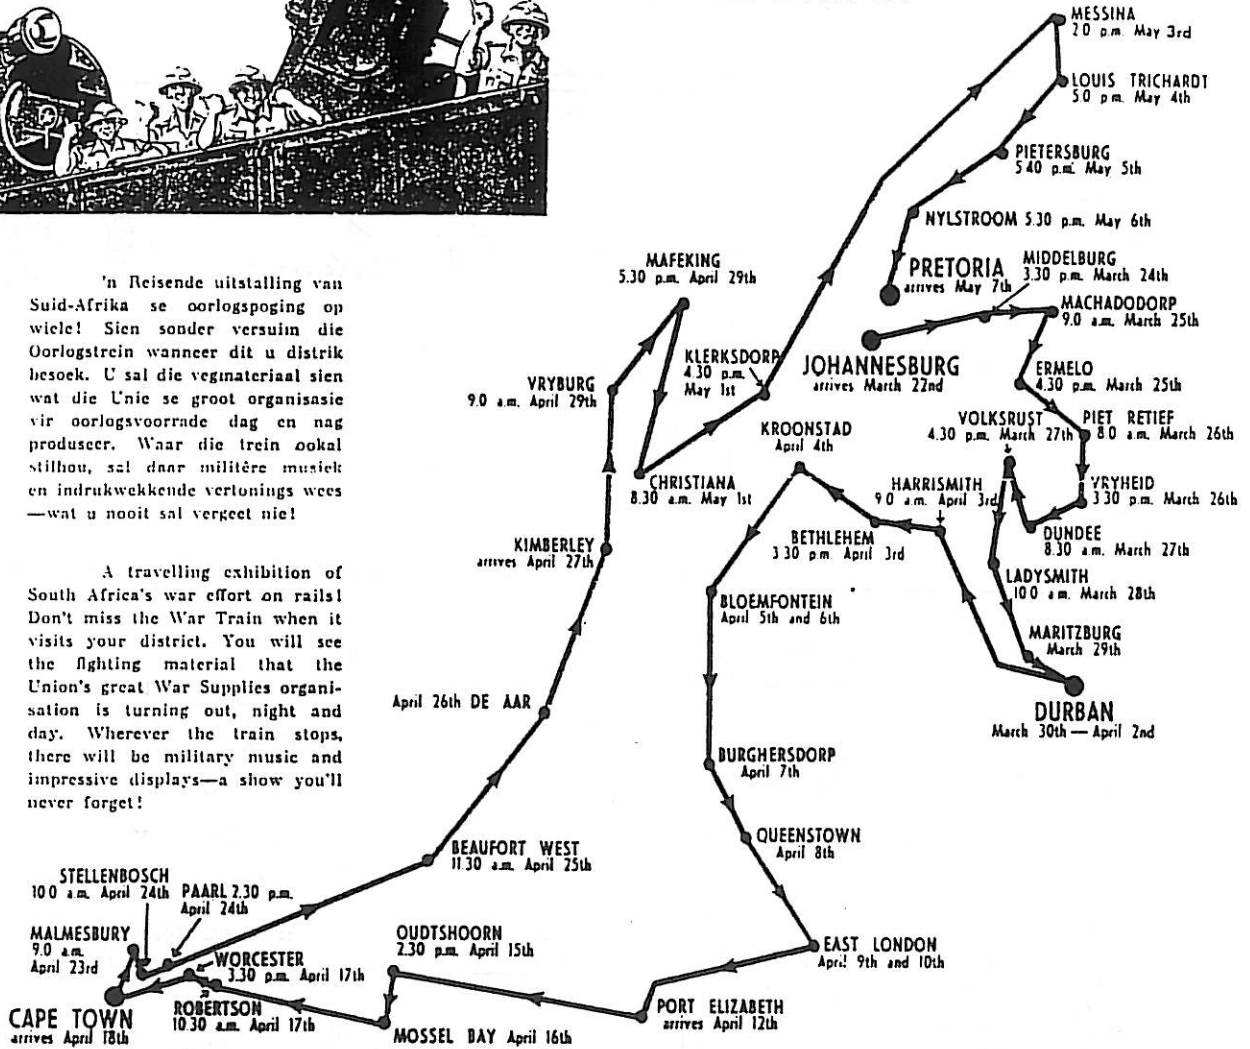 'n Reisende uitstalling van
Suid-Afrika se oorlogspoging op
wiele! Sien sonder versuim die
Oorlogstrein wanneer dit u distrik
besoek. U sal die vegmateriaal sien
wat die Unie se groot organisasie
vir oorlogsvoorrade dag en nag
produseer. Waar die trein ookal
stilhou, sal daar militêre musiek
en indrukwekkende vertonings wees
—wat u nooit sal vergeet nie!
A travelling exhibition of
South Africa's war effort on rails!
Don't miss the War Train when it
visits your district. You will see
the fighting material that the
Union's great War Supplies organi-
sation is turning out, night and
day. Wherever the train stops,
there will be military music and
impressive displays—a show you'll
never forget!
MESSINA
2 0 p.m. May 3rd
LOUIS TRICHARDT
5.0 p.m. May 4th
PIETERSBURG
5 40 p.m. May 5th
NYLSTROOM 5.30 p.m. May 6th
PRETORIA
arrives May 7th
MIDDELBURG
3.30 p.m. March 24th
MACHADODORP
9.0 a.m. March 25th
JOHANNESBURG
arrives March 22nd
ERMELO
4.30 p.m. March 25th
PIET RETIEF
8.0 a.m. March 26th
VOLKSRUST
4.30 p.m. March 27th
VRYHEID
3 30 p.m. March 26th
DUNDEE
8.30 a.m. March 27th
LADYSMITH
10 0 a.m. March 28th
MARITZBURG
March 29th
DURBAN
March 30th — April 2nd
HARRISMITH
9 0 a.m. April 3rd
BETHLEHEM
3 30 p.m. April 3rd
KROONSTAD
April 4th
BLOEMFONTEIN
April 5th and 6th
BURGHERSDORP
April 7th
QUEENSTOWN
April 8th
EAST LONDON
April 9th and 10th
PORT ELIZABETH
arrives April 12th
OUDTSHOORN
2.30 p.m. April 15th
MOSSEL BAY April 16th
ROBERTSON
10.30 a.m. April 17th
WORCESTER
3.30 p.m. April 17th
CAPE TOWN
arrives April 18th
MALMESBURY
9.0 a.m.
April 23rd
STELLENBOSCH
10 0 a.m. April 24th
PAARL 2.30 p.m.
April 24th
BEAUFORT WEST
11.30 a.m. April 25th
April 26th DE AAR
KIMBERLEY
arrives April 27th
VRYBURG
9.0 a.m. April 29th
MAFEKING
5.30 p.m. April 29th
CHRISTIANA
8.30 a.m. May 1st
KLERKSDORP
4.30 p.m.
May 1st